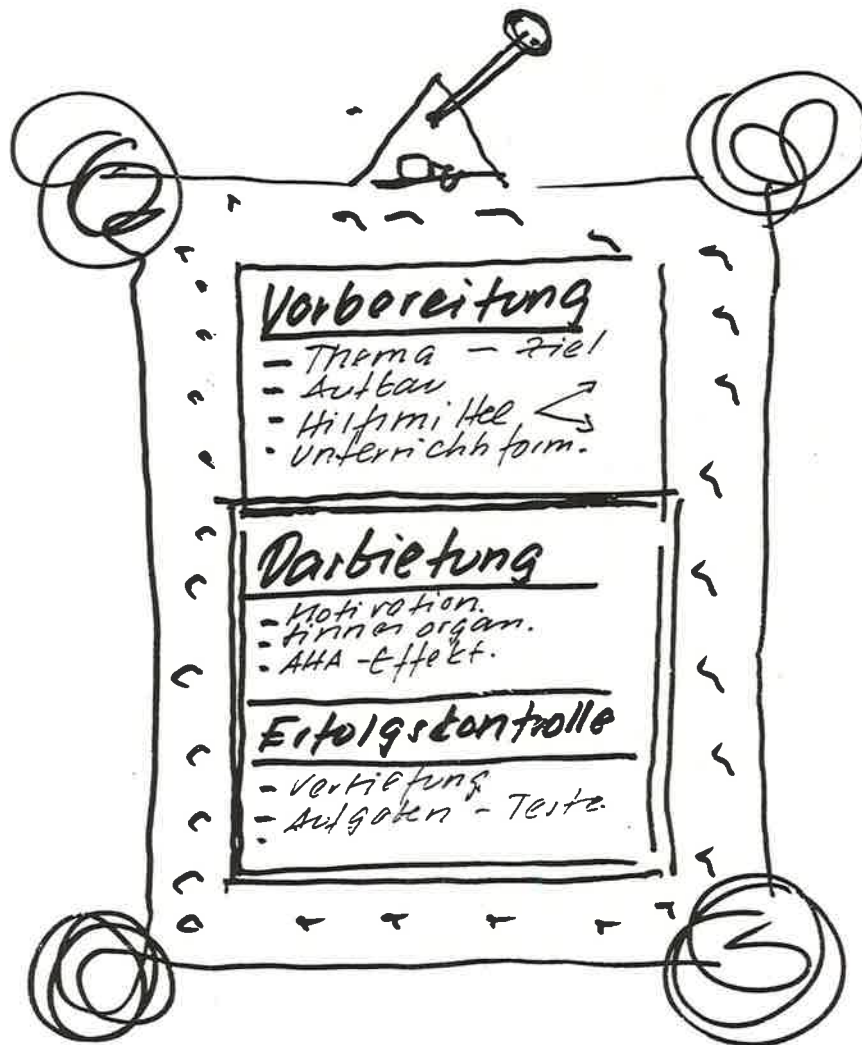 Vorbereitung
- Thema - Ziel
- Aufbau
- Hilfsmittel
- Unterrichtsform.
Darbietung
- Motivation.
- Sinnesorgan.
- AHA-Effekt.
Erfolgskontrolle
- Vertiefung
- Aufgaben - Teste.
-